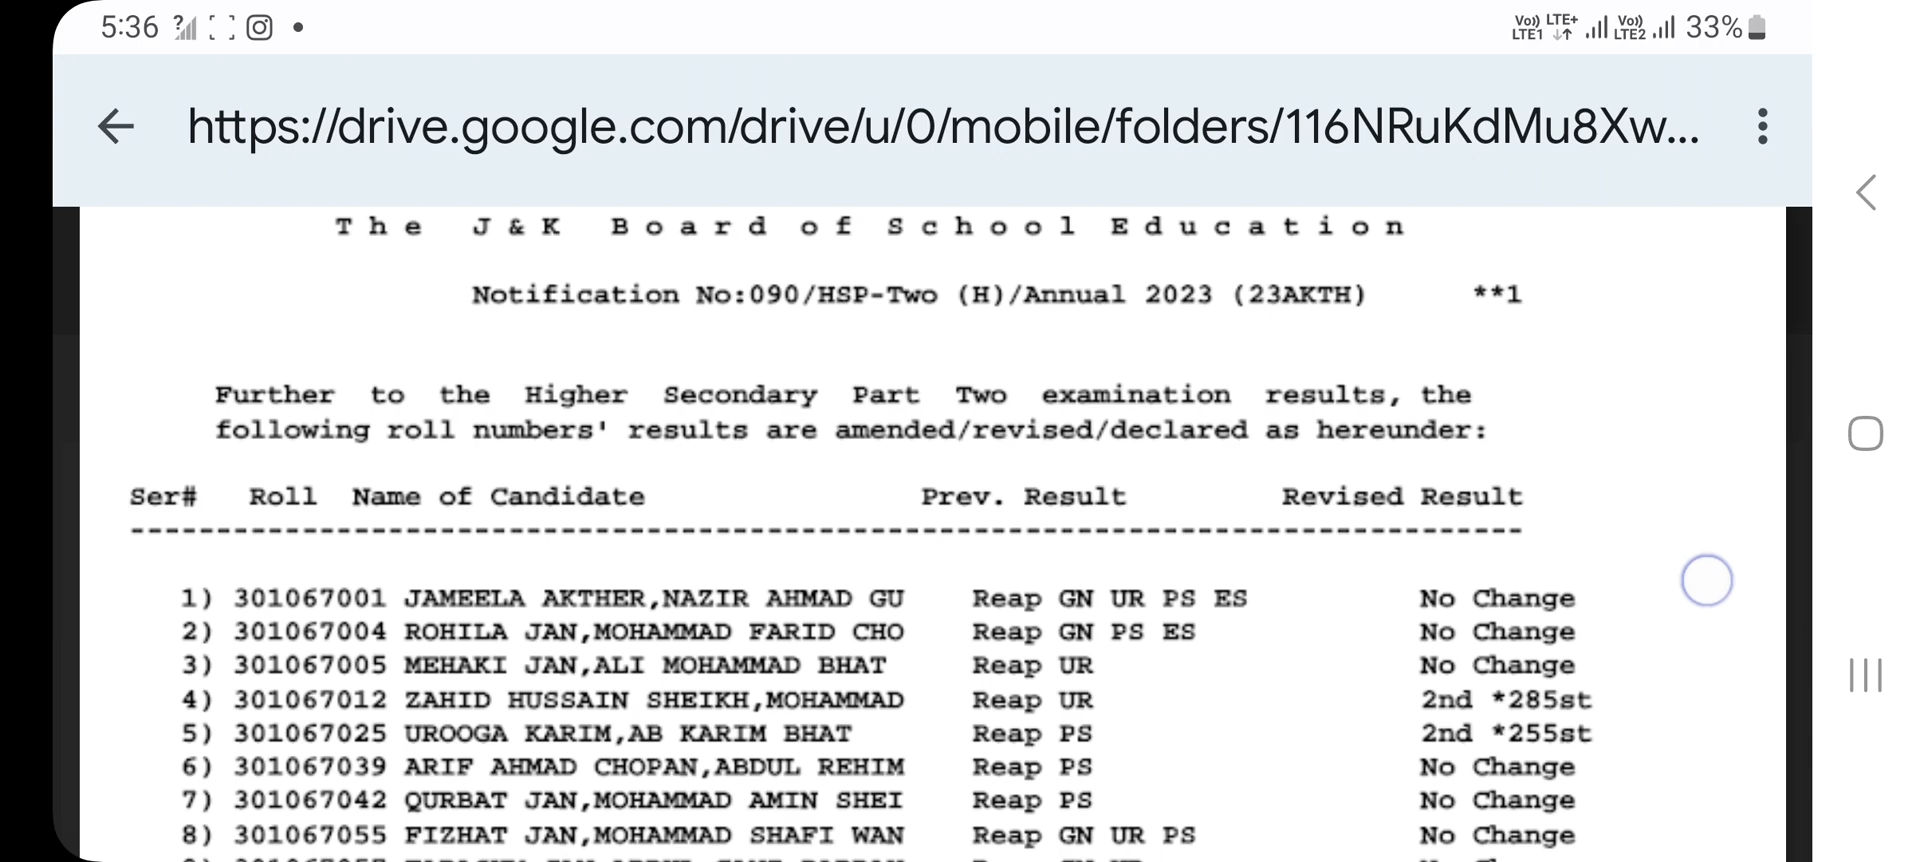 5:36
Vo)) LTE+ Vo)) 33%
LTE1 LTE2
https://drive.google.com/drive/u/0/mobile/folders/116NRuKdMu8Xw...
The J&K Board of School Education
Notification No:090/HSP-Two (H)/Annual 2023 (23AKTH) **1
Further to the Higher Secondary Part Two examination results, the
following roll numbers' results are amended/revised/declared as hereunder:
Ser# Roll Name of Candidate Prev. Result Revised Result
1) 301067001 JAMEELA AKTHER,NAZIR AHMAD GU Reap GN UR PS ES No Change
2) 301067004 ROHILA JAN,MOHAMMAD FARID CHO Reap GN PS ES No Change
3) 301067005 MEHAKI JAN,ALI MOHAMMAD BHAT Reap UR No Change
4) 301067012 ZAHID HUSSAIN SHEIKH,MOHAMMAD Reap UR 2nd *285st
5) 301067025 UROOGA KARIM,AB KARIM BHAT Reap PS 2nd *255st
6) 301067039 ARIF AHMAD CHOPAN,ABDUL REHIM Reap PS No Change
7) 301067042 QURBAT JAN,MOHAMMAD AMIN SHEI Reap PS No Change
8) 301067055 FIZHAT JAN,MOHAMMAD SHAFI WAN Reap GN UR PS No Change